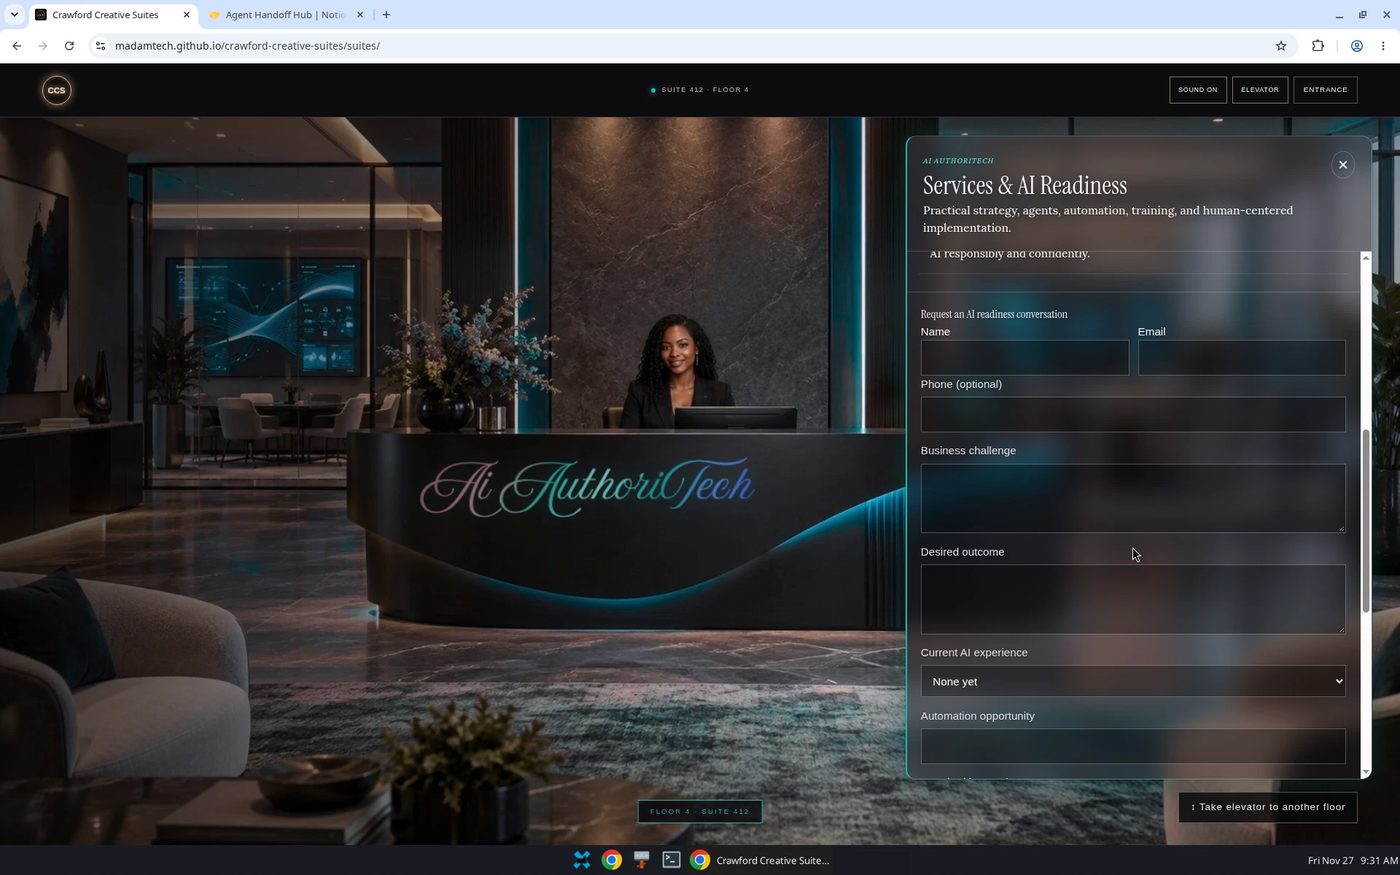 Crawford Creative Suites
Agent Handoff Hub | Notio
madamtech.github.io/crawford-creative-suites/suites/
CCS
SUITE 412 · FLOOR 4
SOUND ON
ELEVATOR
ENTRANCE
AI AUTHORITECH
Services & AI Readiness
Practical strategy, agents, automation, training, and human-centered
implementation.
AI responsibly and confidently.
Request an AI readiness conversation
Name
Email
Phone (optional)
Business challenge
Desired outcome
Current AI experience
None yet
Automation opportunity
Ai AuthoriTech
FLOOR 4 · SUITE 412
↕ Take elevator to another floor
Crawford Creative Suite...
Fri Nov 27 9:31 AM